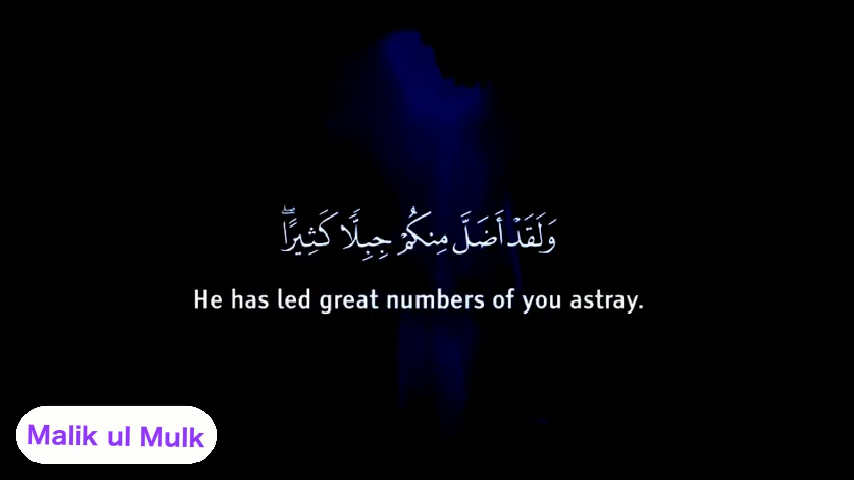 وَلَقَدْ أَضَلَّ مِنكُمْ جِبِلًّا كَثِيرًا ۖ
He has led great numbers of you astray.
Malik ul Mulk